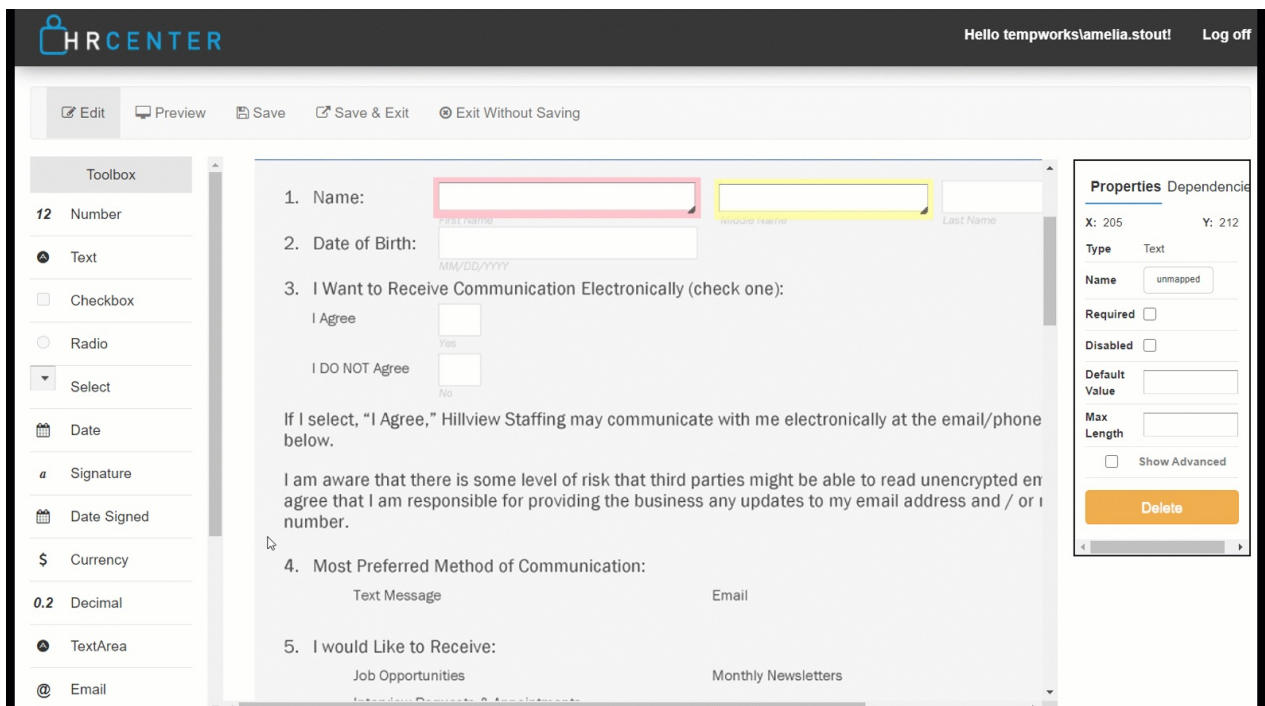 HRCENTER
Hello tempworks\amelia.stout! Log off
Edit Preview Save Save & Exit Exit Without Saving
Toolbox
12 Number
Text
Checkbox
Radio
Select
Date
a Signature
Date Signed
$ Currency
0.2 Decimal
TextArea
@ Email
1. Name:
First Name Middle Name Last Name
2. Date of Birth:
MM/DD/YYYY
3. I Want to Receive Communication Electronically (check one):
I Agree
Yes
I DO NOT Agree
No
If I select, “I Agree,” Hillview Staffing may communicate with me electronically at the email/phone
below.
I am aware that there is some level of risk that third parties might be able to read unencrypted em
agree that I am responsible for providing the business any updates to my email address and / or
number.
4. Most Preferred Method of Communication:
Text Message Email
5. I would Like to Receive:
Job Opportunities Monthly Newsletters
Interview Requests & Appointments
Properties Dependencie
X: 205 Y: 212
Type Text
Name unmapped
Required
Disabled
Default
Value
Max
Length
Show Advanced
Delete